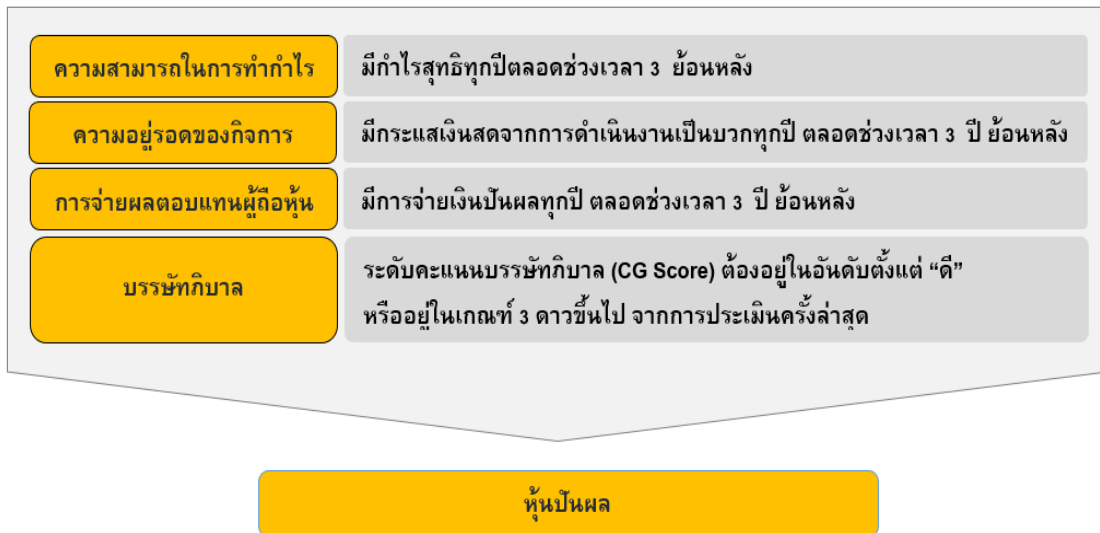 ความสามารถในการทำกำไร มีกำไรสุทธิทุกปีตลอดช่วงเวลา 3 ย้อนหลัง
ความอยู่รอดของกิจการ มีกระแสเงินสดจากการดำเนินงานเป็นบวกทุกปี ตลอดช่วงเวลา 3 ปี ย้อนหลัง
การจ่ายผลตอบแทนผู้ถือหุ้น มีการจ่ายเงินปันผลทุกปี ตลอดช่วงเวลา 3 ปี ย้อนหลัง
บรรษัทภิบาล
ระดับคะแนนบรรษัทภิบาล (CG Score) ต้องอยู่ในอันดับตั้งแต่ “ดี”
หรืออยู่ในเกณฑ์ 3 ดาวขึ้นไป จากการประเมินครั้งล่าสุด
หุ้นปันผล